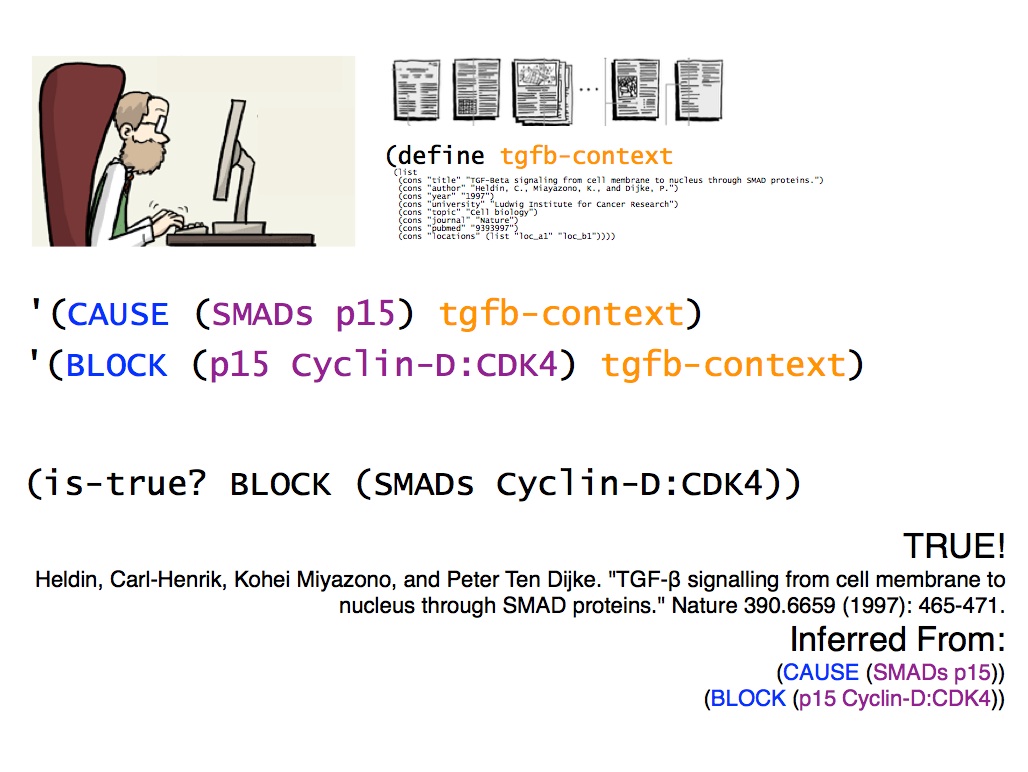 (define tgfb-context
(list
(cons "title" "TGF-Beta signaling from cell membrane to nucleus through SMAD proteins.")
(cons "author" "Heldin, C., Miayazono, K., and Dijke, P.")
(cons "year" "1997")
(cons "university" "Ludwig Institute for Cancer Research")
(cons "topic" "Cell biology")
(cons "journal" "Nature")
(cons "pubmed" "9393997")
(cons "locations" (list "loc_a1" "loc_b1"))))
'(CAUSE (SMADs p15) tgfb-context)
'(BLOCK (p15 Cyclin-D:CDK4) tgfb-context)
(is-true? BLOCK (SMADs Cyclin-D:CDK4))
TRUE!
Heldin, Carl-Henrik, Kohei Miyazono, and Peter Ten Dijke. "TGF-β signalling from cell membrane to
nucleus through SMAD proteins." Nature 390.6659 (1997): 465-471.
Inferred From:
(CAUSE (SMADs p15))
(BLOCK (p15 Cyclin-D:CDK4))